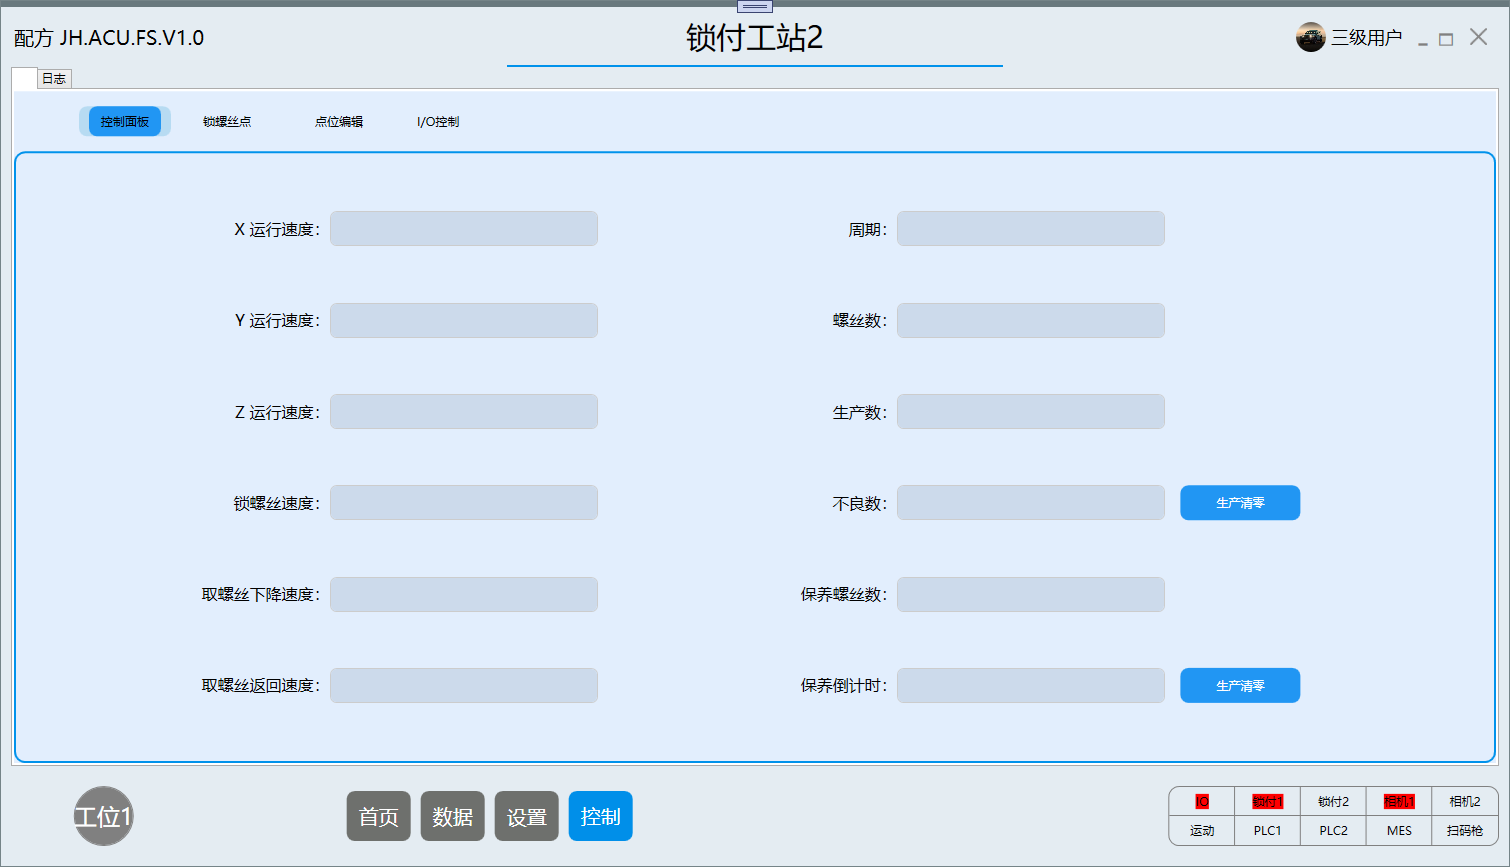 配方 JH.ACU.FS.V1.0
锁付工站2
三级用户
日志
控制面板 锁螺丝点 点位编辑 I/O控制
X 运行速度： 周期：
Y 运行速度： 螺丝数：
Z 运行速度： 生产数：
锁螺丝速度： 不良数： 生产清零
取螺丝下降速度： 保养螺丝数：
取螺丝返回速度： 保养倒计时： 生产清零
工位1
首页 数据 设置 控制
IO 锁付1 锁付2 相机1 相机2
运动 PLC1 PLC2 MES 扫码枪